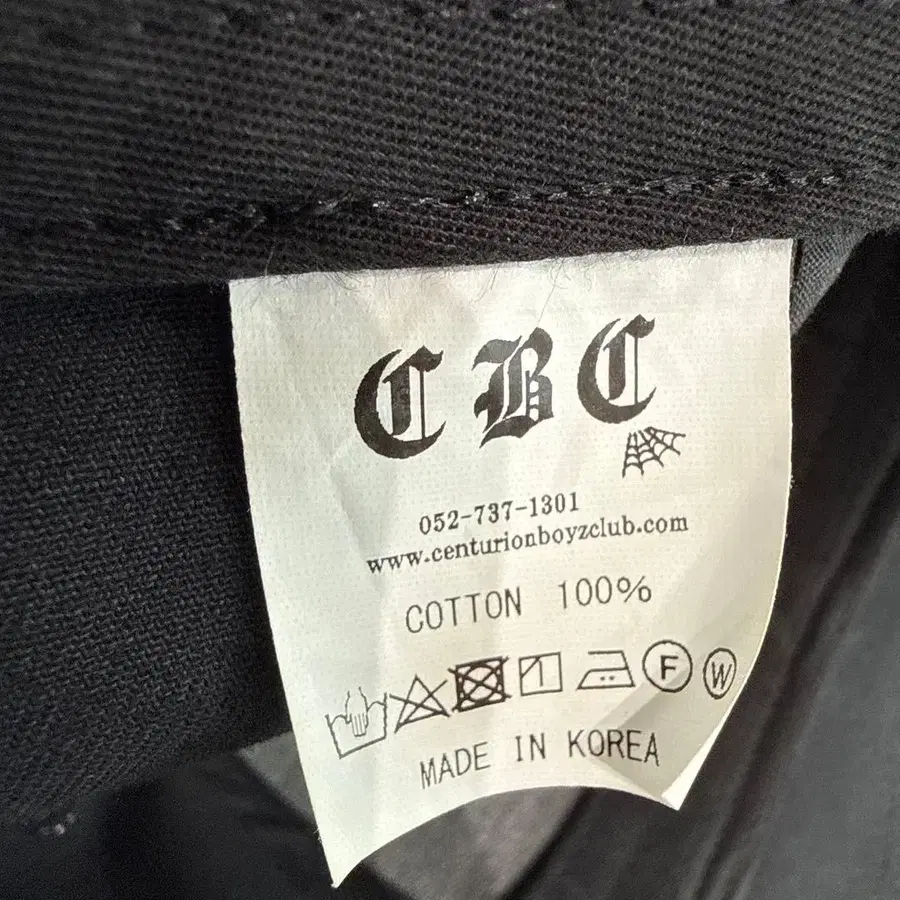 CBC
052-737-1301
www.centurionboyzclub.com
COTTON 100%
F W
MADE IN KOREA